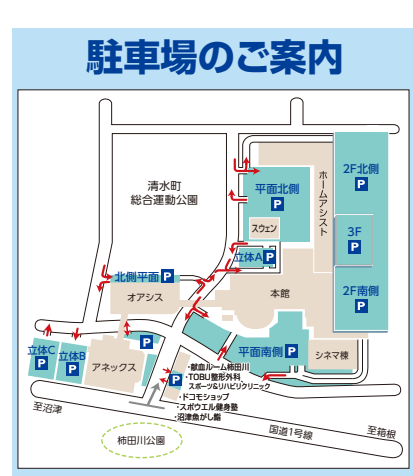 駐車場のご案内
清水町
総合運動公園
平面北側
P
スウェン
ホームアシスト
2F北側
P
3F
P
2F南側
P
立体A P
北側平面 P
オアシス
本館
立体C
P
立体B
P
アネックス
P
平面南側 P
シネマ棟
P
・献血ルーム柿田川
・TOBU整形外科
スポーツ&リハビリクリニック
・ドコモショップ
・スポウエル健身塾
・沼津魚がし鮨
至沼津
柿田川公園
国道1号線
至箱根